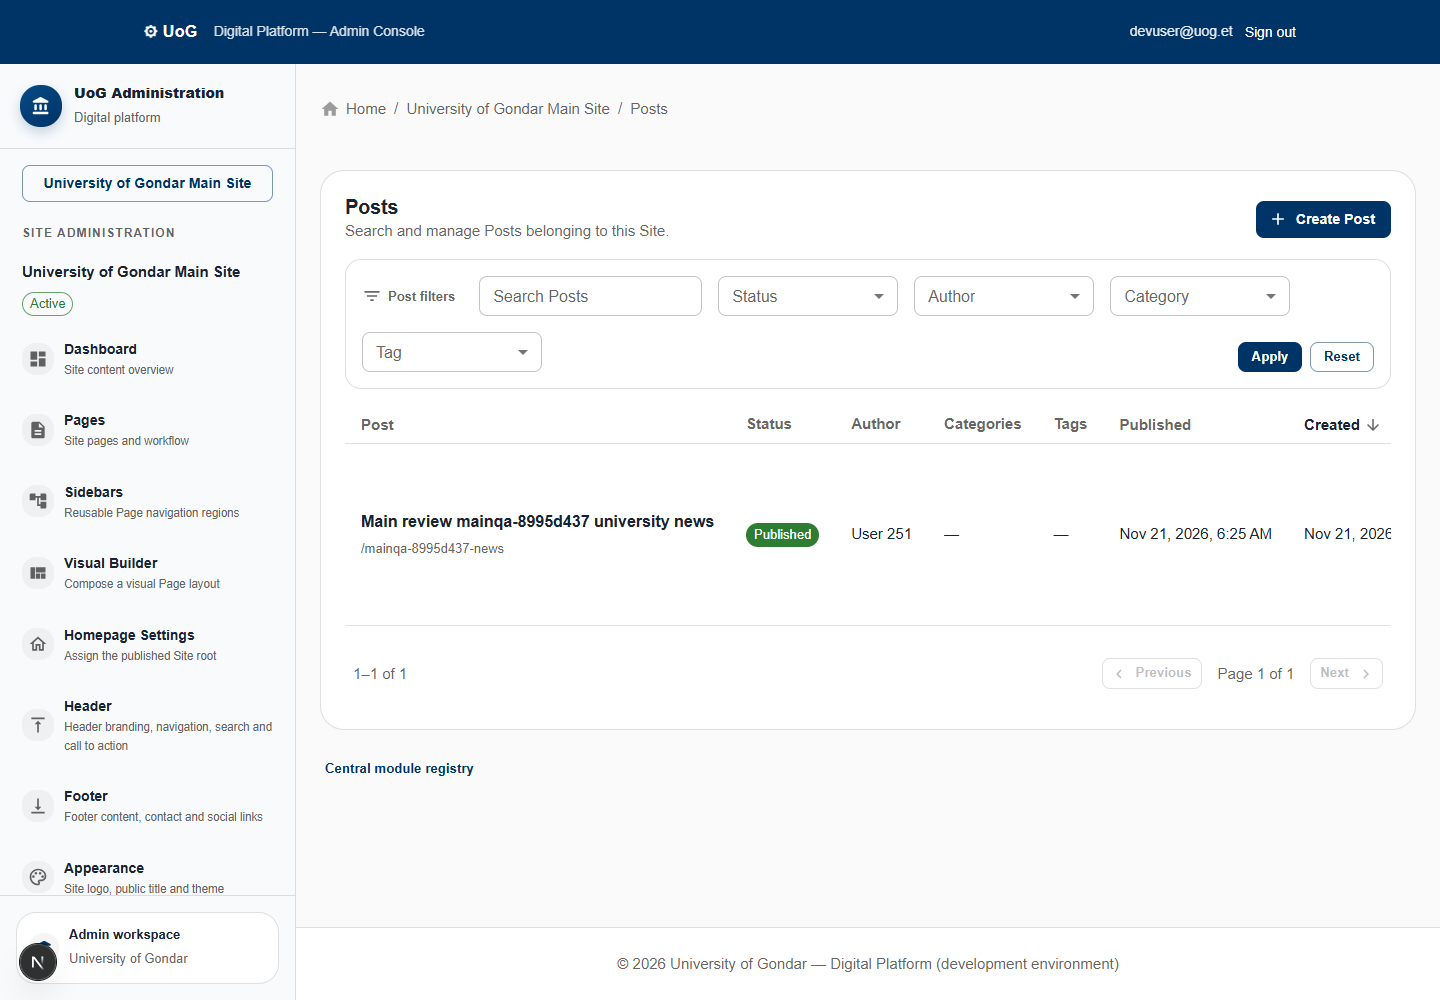 UoG Digital Platform — Admin Console devuser@uog.et Sign out
UoG Administration
Digital platform
University of Gondar Main Site
SITE ADMINISTRATION
University of Gondar Main Site
Active
Dashboard
Site content overview
Pages
Site pages and workflow
Sidebars
Reusable Page navigation regions
Visual Builder
Compose a visual Page layout
Homepage Settings
Assign the published Site root
Header
Header branding, navigation, search and
call to action
Footer
Footer content, contact and social links
Appearance
Site logo, public title and theme
Admin workspace
University of Gondar
N
Home / University of Gondar Main Site / Posts
Posts
Search and manage Posts belonging to this Site.
Create Post
Post filters Search Posts Status Author Category
Tag Apply Reset
Post Status Author Categories Tags Published Created
Main review mainqa-8995d437 university news
/mainqa-8995d437-news
Published User 251 — — Nov 21, 2026, 6:25 AM Nov 21, 2026
1–1 of 1 Previous Page 1 of 1 Next
Central module registry
© 2026 University of Gondar — Digital Platform (development environment)